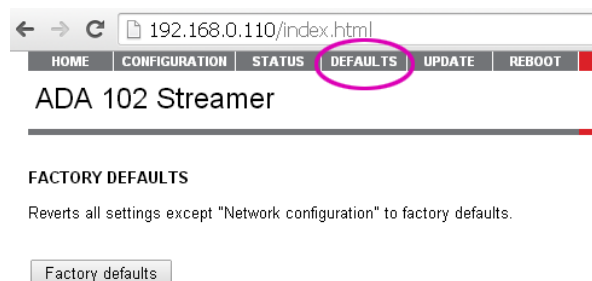 192.168.0.110/index.html
HOME CONFIGURATION STATUS DEFAULTS UPDATE REBOOT
ADA 102 Streamer
FACTORY DEFAULTS
Reverts all settings except "Network configuration" to factory defaults.
Factory defaults